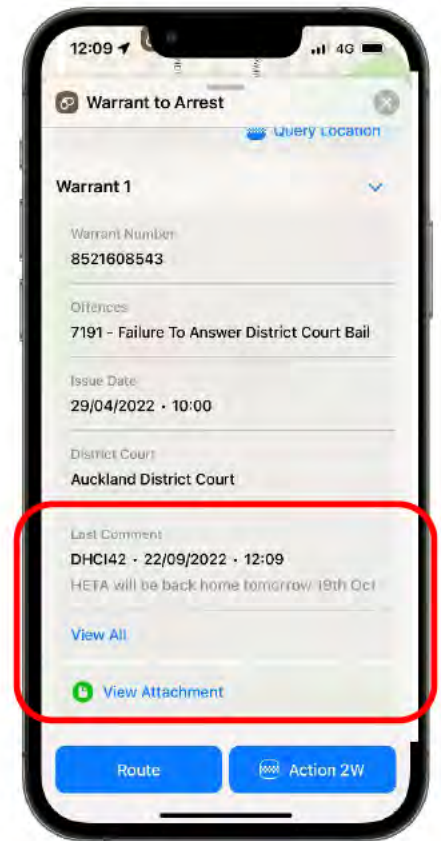 12:09
4G
Warrant to Arrest
Query Location
Warrant 1
Warrant Number
8521608543
Offences
7191 - Failure To Answer District Court Bail
Issue Date
29/04/2022 · 10:00
District Court
Auckland District Court
Last Comment
DHCI42 · 22/09/2022 · 12:09
HETA will be back home tomorrow 19th Oct
View All
View Attachment
Route
Action 2W